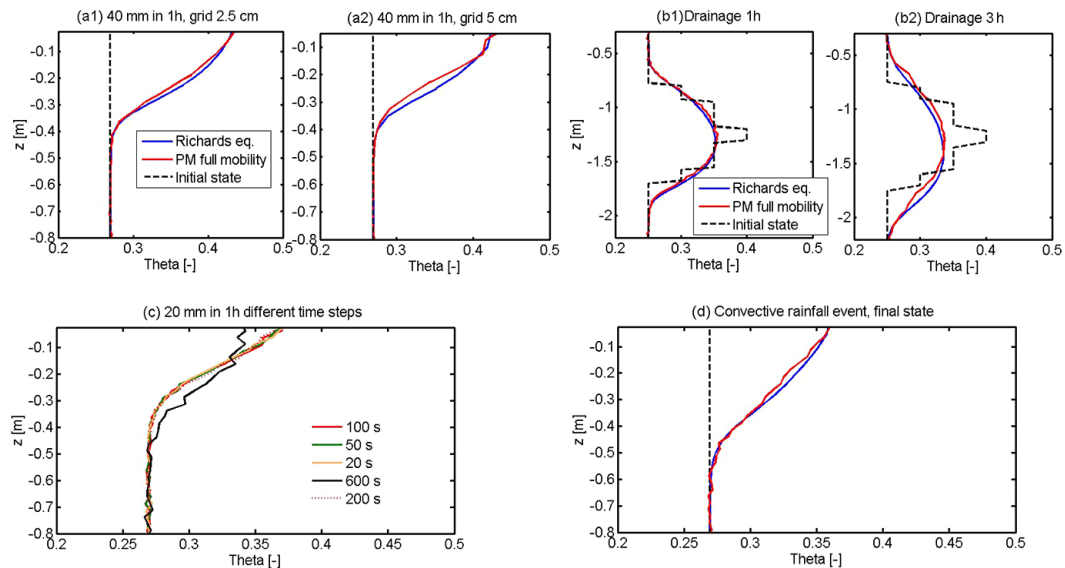 (a1) 40 mm in 1h, grid 2.5 cm
-0.1
-0.2
-0.3
-0.4
-0.5
-0.6
-0.7
-0.8
z [m]
0.2
0.3
0.4
0.5
Theta [-]
Richards eq.
PM full mobility
Initial state
(a2) 40 mm in 1h, grid 5 cm
-0.1
-0.2
-0.3
-0.4
-0.5
-0.6
-0.7
-0.8
0.2
0.3
0.4
0.5
Theta [-]
(b1)Drainage 1h
-0.5
-1
-1.5
-2
z [m]
0.2
0.3
0.4
0.5
Theta [-]
Richards eq.
PM full mobility
Initial state
(b2) Drainage 3 h
-0.5
-1
-1.5
-2
z [m]
0.2
0.3
0.4
0.5
Theta [-]
(c) 20 mm in 1h different time steps
-0.1
-0.2
-0.3
-0.4
-0.5
-0.6
-0.7
-0.8
z [m]
0.2
0.25
0.3
0.35
0.4
0.45
0.5
Theta [-]
100 s
50 s
20 s
600 s
200 s
(d) Convective rainfall event, final state
-0.1
-0.2
-0.3
-0.4
-0.5
-0.6
-0.7
-0.8
z [m]
0.2
0.25
0.3
0.35
0.4
0.45
0.5
Theta [-]